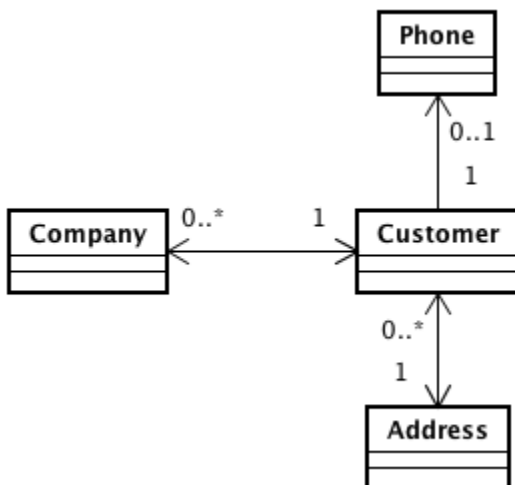 Phone
0..1
1
0..*
1
Company
Customer
0..*
1
Address